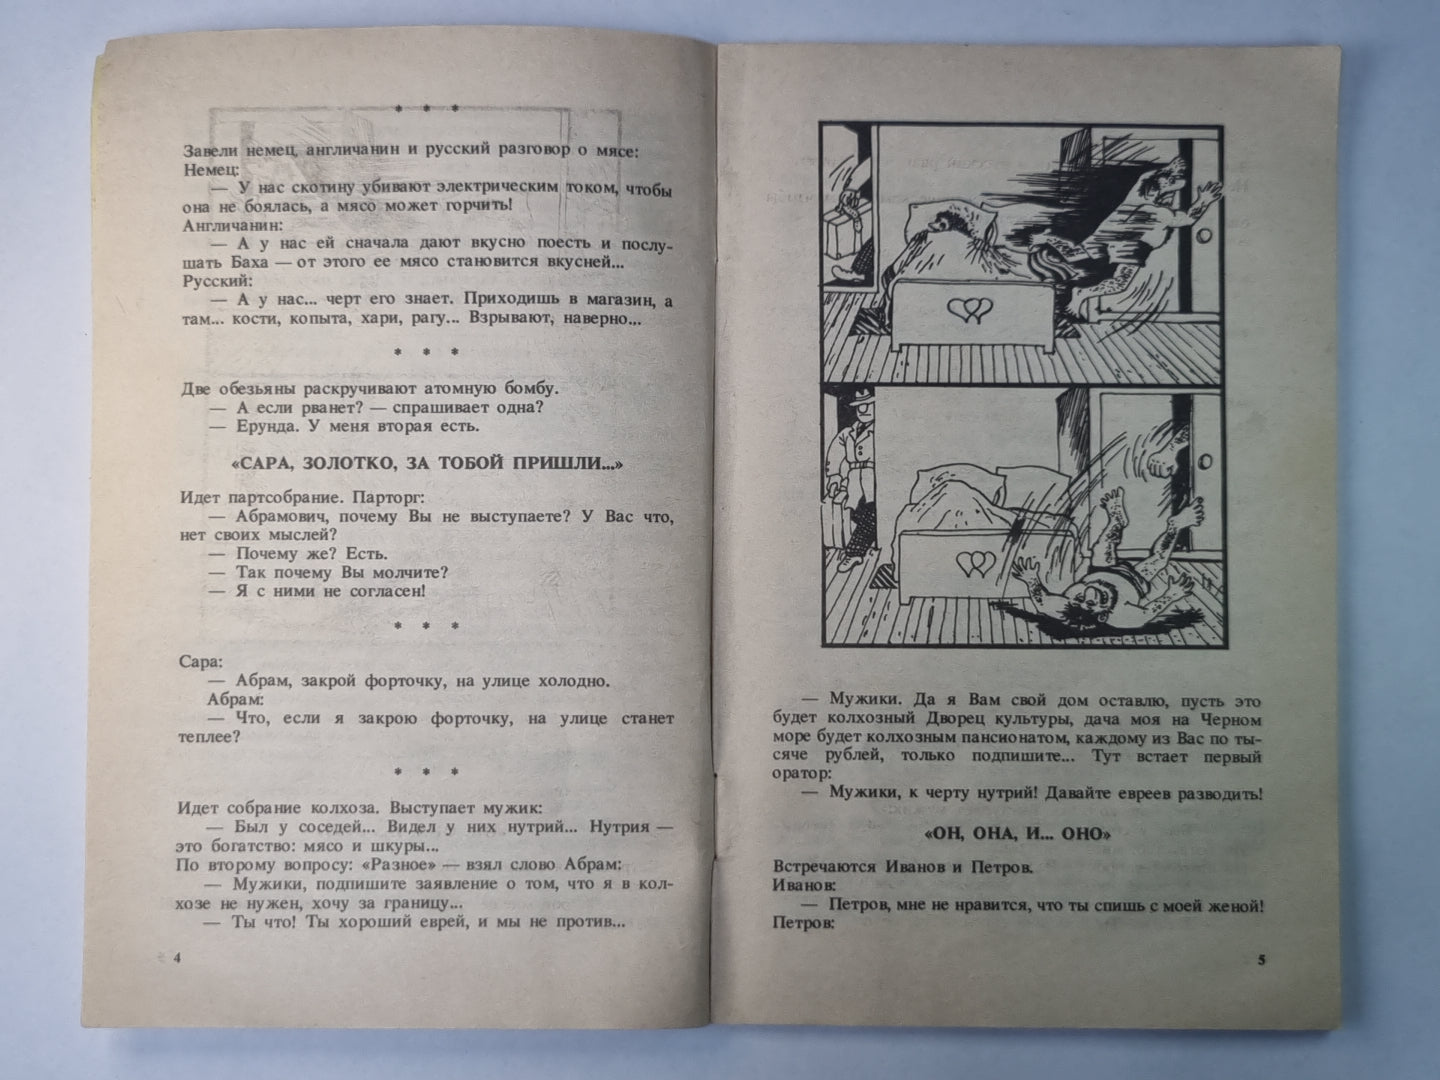 * * *
Завели немец, англичанин и русский разговор о мясе:
Немец:
— У нас скотину убивают электрическим током, чтобы
она не боялась, а мясо может горчить!
Англичанин:
— А у нас ей сначала дают вкусно поесть и послу-
шать Баха — от этого ее мясо становится вкусней...
Русский:
— А у нас... черт его знает. Приходишь в магазин, а
там... кости, копыта, хари, рагу... Взрывают, наверно...
* * *
Две обезьяны раскручивают атомную бомбу.
— А если рванет? — спрашивает одна?
— Ерунда. У меня вторая есть.
«САРА, ЗОЛОТКО, ЗА ТОБОЙ ПРИШЛИ...»
Идет партсобрание. Парторг:
— Абрамович, почему Вы не выступаете? У Вас что,
нет своих мыслей?
— Почему же? Есть.
— Так почему Вы молчите?
— Я с ними не согласен!
* * *
Сара:
— Абрам, закрой форточку, на улице холодно.
Абрам:
— Что, если я закрою форточку, на улице станет
теплее?
* * *
Идет собрание колхоза. Выступает мужик:
— Был у соседей... Видел у них нутрий... Нутрия —
это богатство: мясо и шкуры...
По второму вопросу: «Разное» — взял слово Абрам:
— Мужики, подпишите заявление о том, что я в кол-
хозе не нужен, хочу за границу...
— Ты что! Ты хороший еврей, и мы не против...
4
— Мужики. Да я Вам свой дом оставлю, пусть это
будет колхозный Дворец культуры, дача моя на Черном
море будет колхозным пансионатом, каждому из Вас по ты-
сяче рублей, только подпишите... Тут встает первый
оратор:
— Мужики, к черту нутрий! Давайте евреев разводить!
«ОН, ОНА, И... ОНО»
Встречаются Иванов и Петров.
Иванов:
— Петров, мне не нравится, что ты спишь с моей женой!
Петров:
5